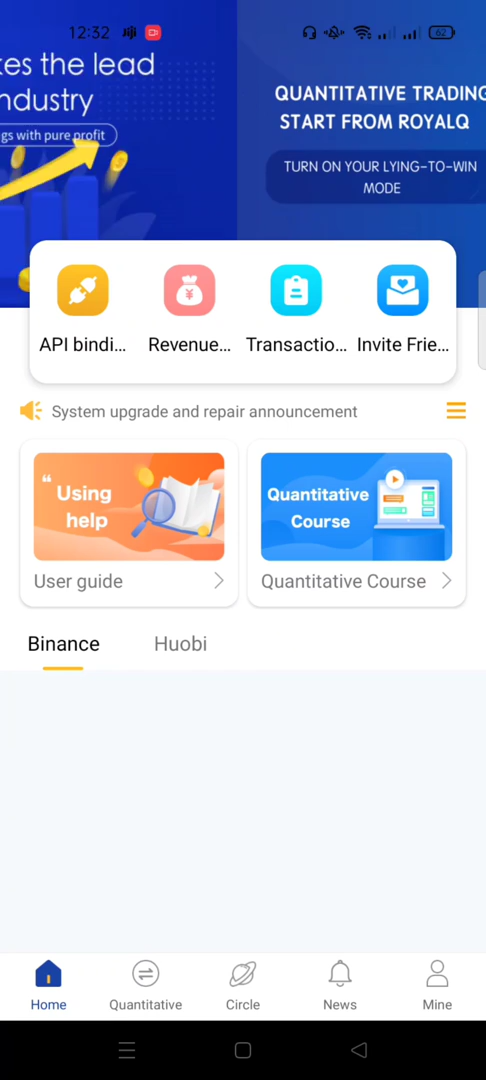 12:32 Jiji 62
kes the lead
ndustry
gs with pure profit
QUANTITATIVE TRADING
START FROM ROYALQ
TURN ON YOUR LYING-TO-WIN
MODE
API bindi...
Revenue...
Transactio...
Invite Frie...
System upgrade and repair announcement
Using
help
Quantitative
Course
User guide
Quantitative Course
Binance
Huobi
Home
Quantitative
Circle
News
Mine